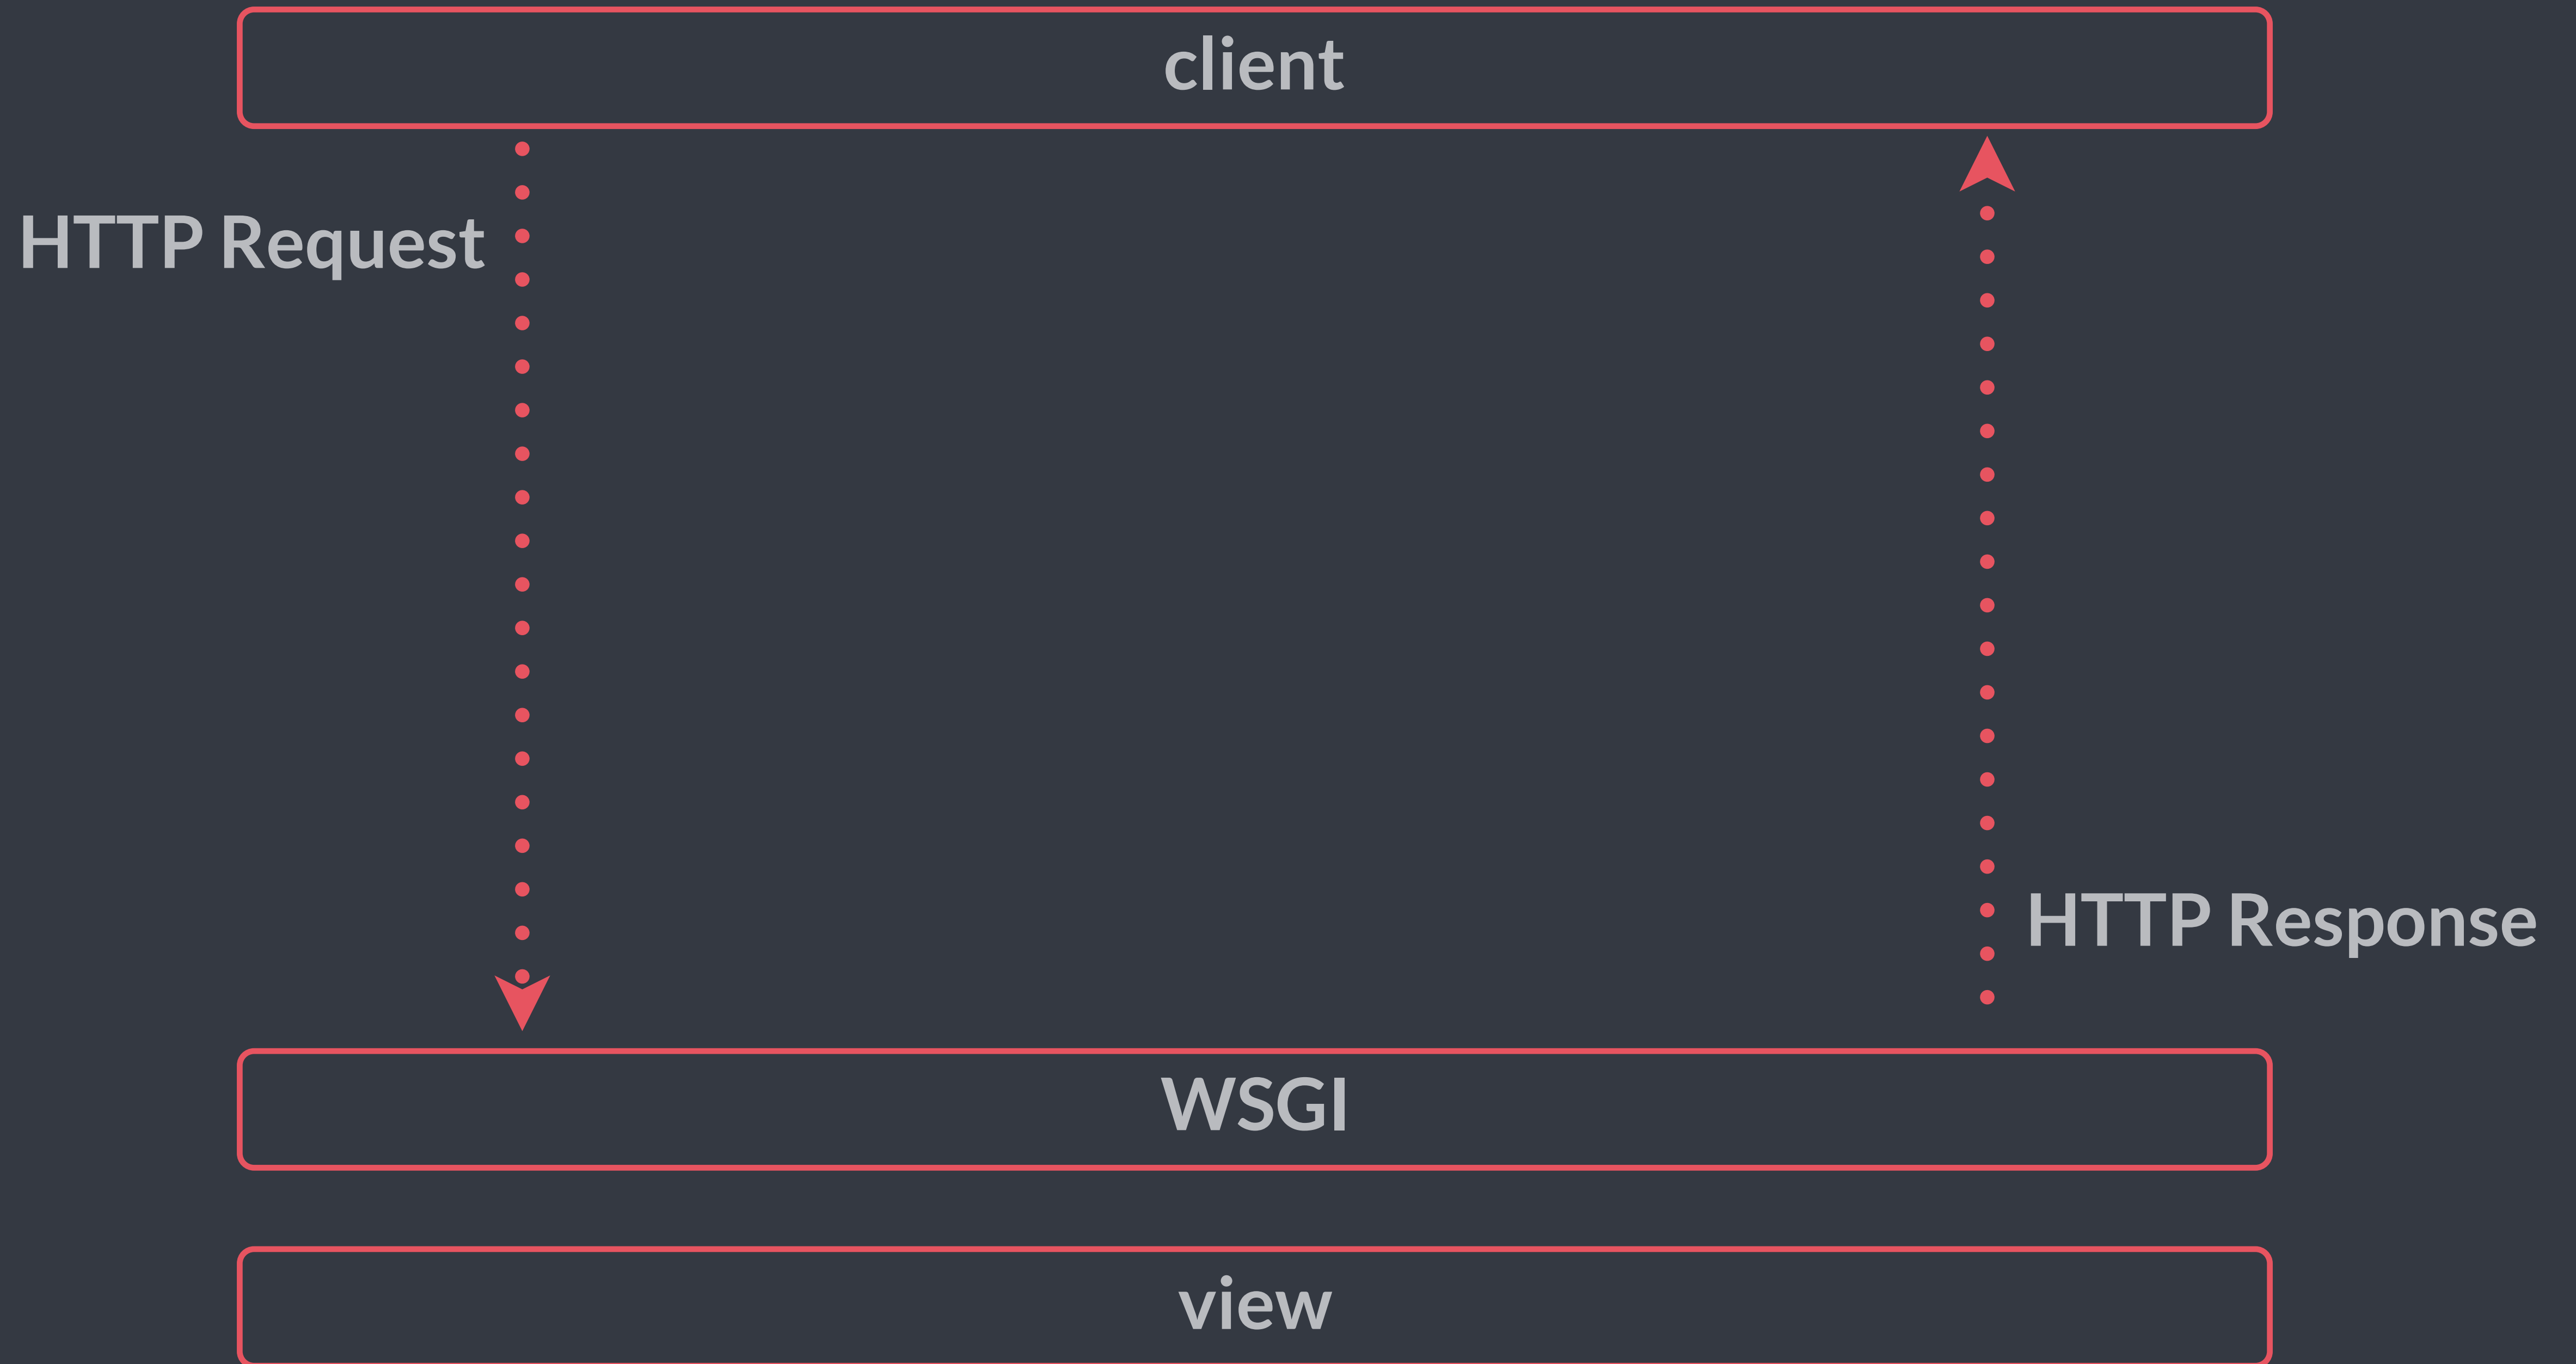 client
HTTP Request
HTTP Response
WSGI
view